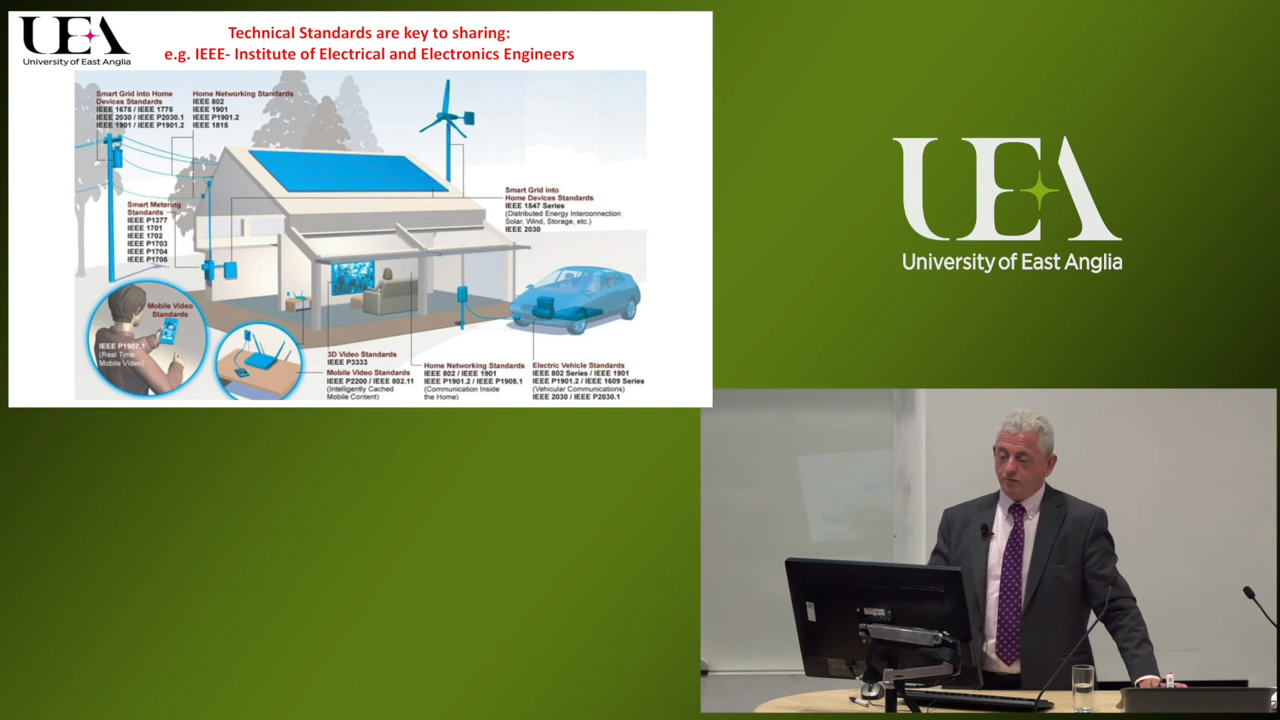 UEA
University of East Anglia
Technical Standards are key to sharing:
e.g. IEEE- Institute of Electrical and Electronics Engineers
Smart Grid into Home
Devices Standards
IEEE 1675 / IEEE 1775
IEEE 2030 / IEEE P2030.1
IEEE 1901 / IEEE P1901.2
Home Networking Standards
IEEE 802
IEEE 1901
IEEE P1901.2
IEEE 1815
Smart Metering
Standards
IEEE P1377
IEEE 1701
IEEE 1702
IEEE P1703
IEEE P1704
IEEE P1705
Smart Grid into
Home Devices Standards
IEEE 1547 Series
(Distributed Energy Interconnection
Solar, Wind, Storage, etc.)
IEEE 2030
Mobile Video
Standards
IEEE P1907.1
(Real Time
Mobile Video)
3D Video Standards
IEEE P3333
Mobile Video Standards
IEEE P2200 / IEEE 802.11
(Intelligently Cached
Mobile Content)
Home Networking Standards
IEEE 802 / IEEE 1901
IEEE P1901.2 / IEEE P1905.1
(Communication Inside
the Home)
Electric Vehicle Standards
IEEE 802 Series / IEEE 1901
IEEE P1901.2 / IEEE 1609 Series
(Vehicular Communications)
IEEE 2030 / IEEE P2030.1
UEA
University of East Anglia